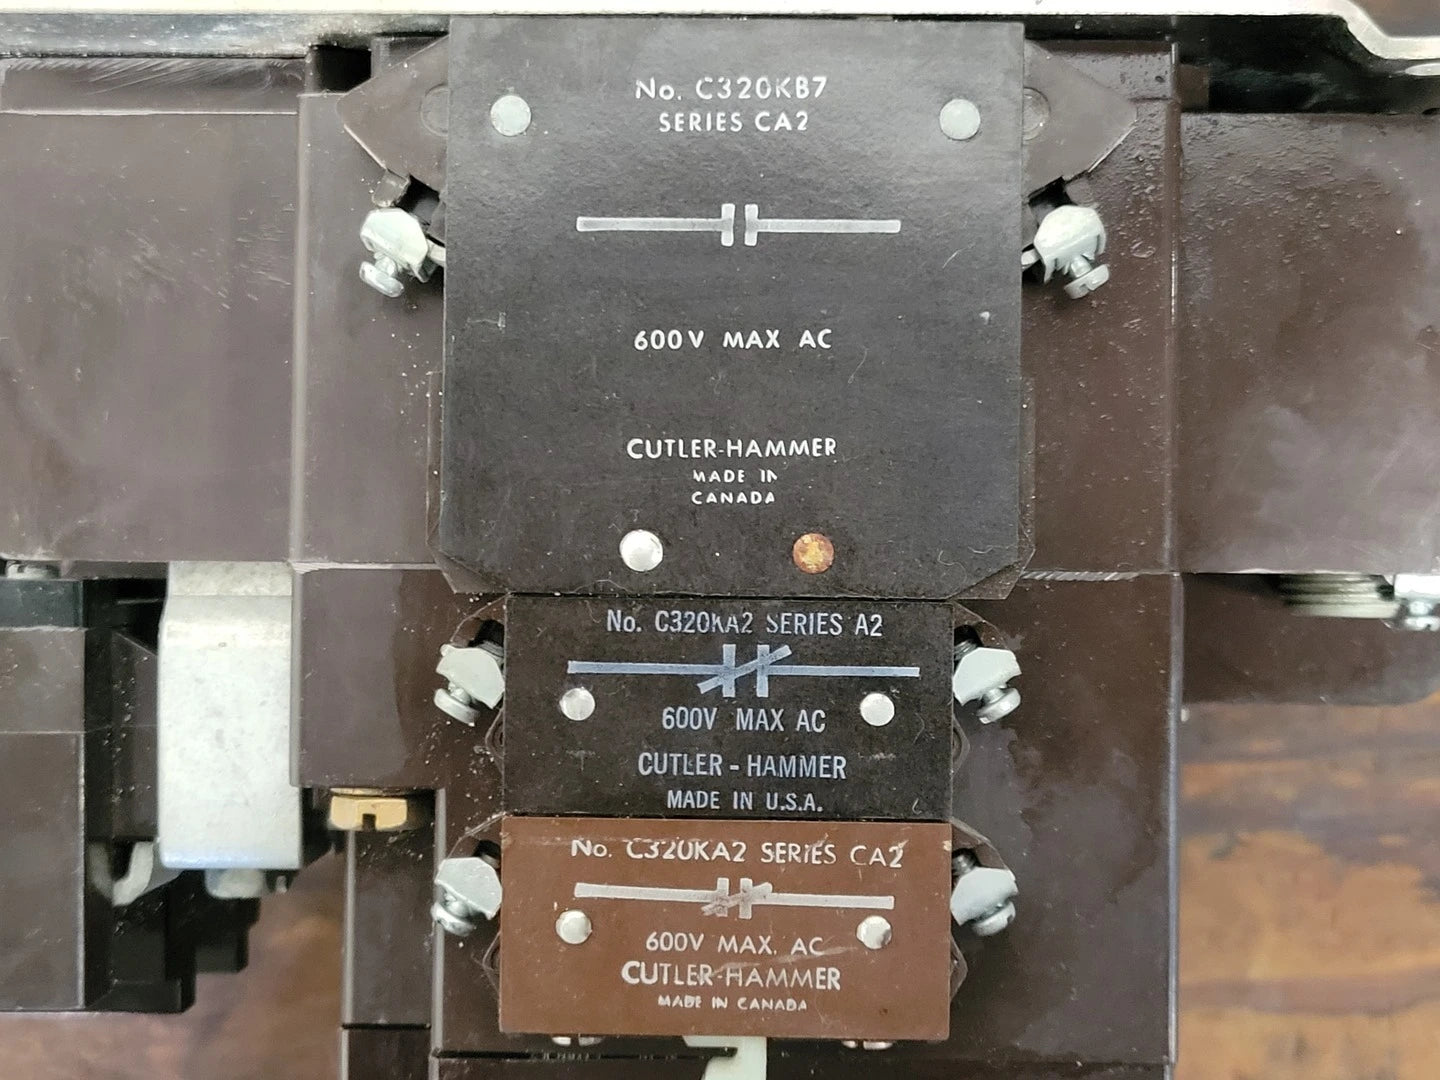 No. C320KB7
SERIES CA2
600V MAX AC
CUTLER-HAMMER
MADE IN
CANADA
No. C320KA2 SERIES A2
600V MAX AC
CUTLER - HAMMER
MADE IN U.S.A.
No. C320KA2 SERIES CA2
600V MAX. AC
CUTLER-HAMMER
MADE IN CANADA